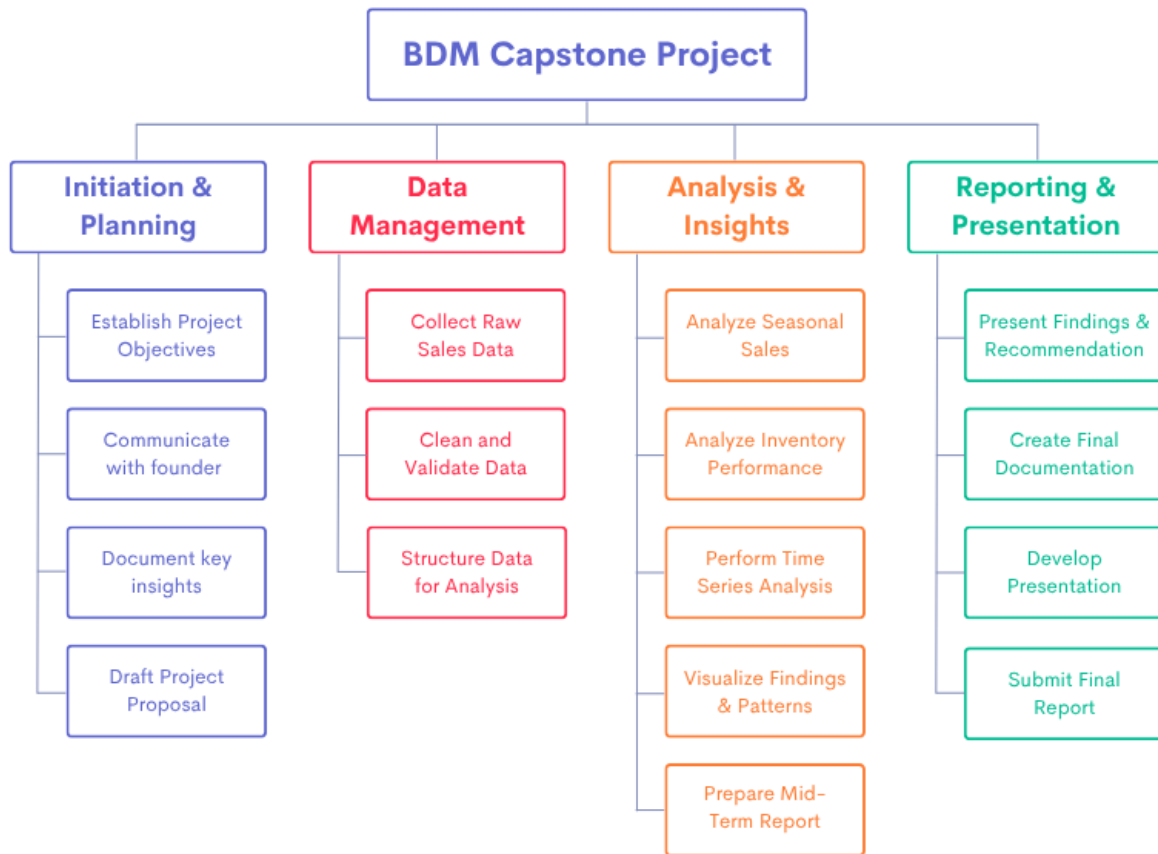 BDM Capstone Project
Initiation &
Planning
Establish Project
Objectives
Communicate
with founder
Document key
insights
Draft Project
Proposal
Data
Management
Collect Raw
Sales Data
Clean and
Validate Data
Structure Data
for Analysis
Analysis &
Insights
Analyze Seasonal
Sales
Analyze Inventory
Performance
Perform Time
Series Analysis
Visualize Findings
& Patterns
Prepare Mid-
Term Report
Reporting &
Presentation
Present Findings &
Recommendation
Create Final
Documentation
Develop
Presentation
Submit Final
Report